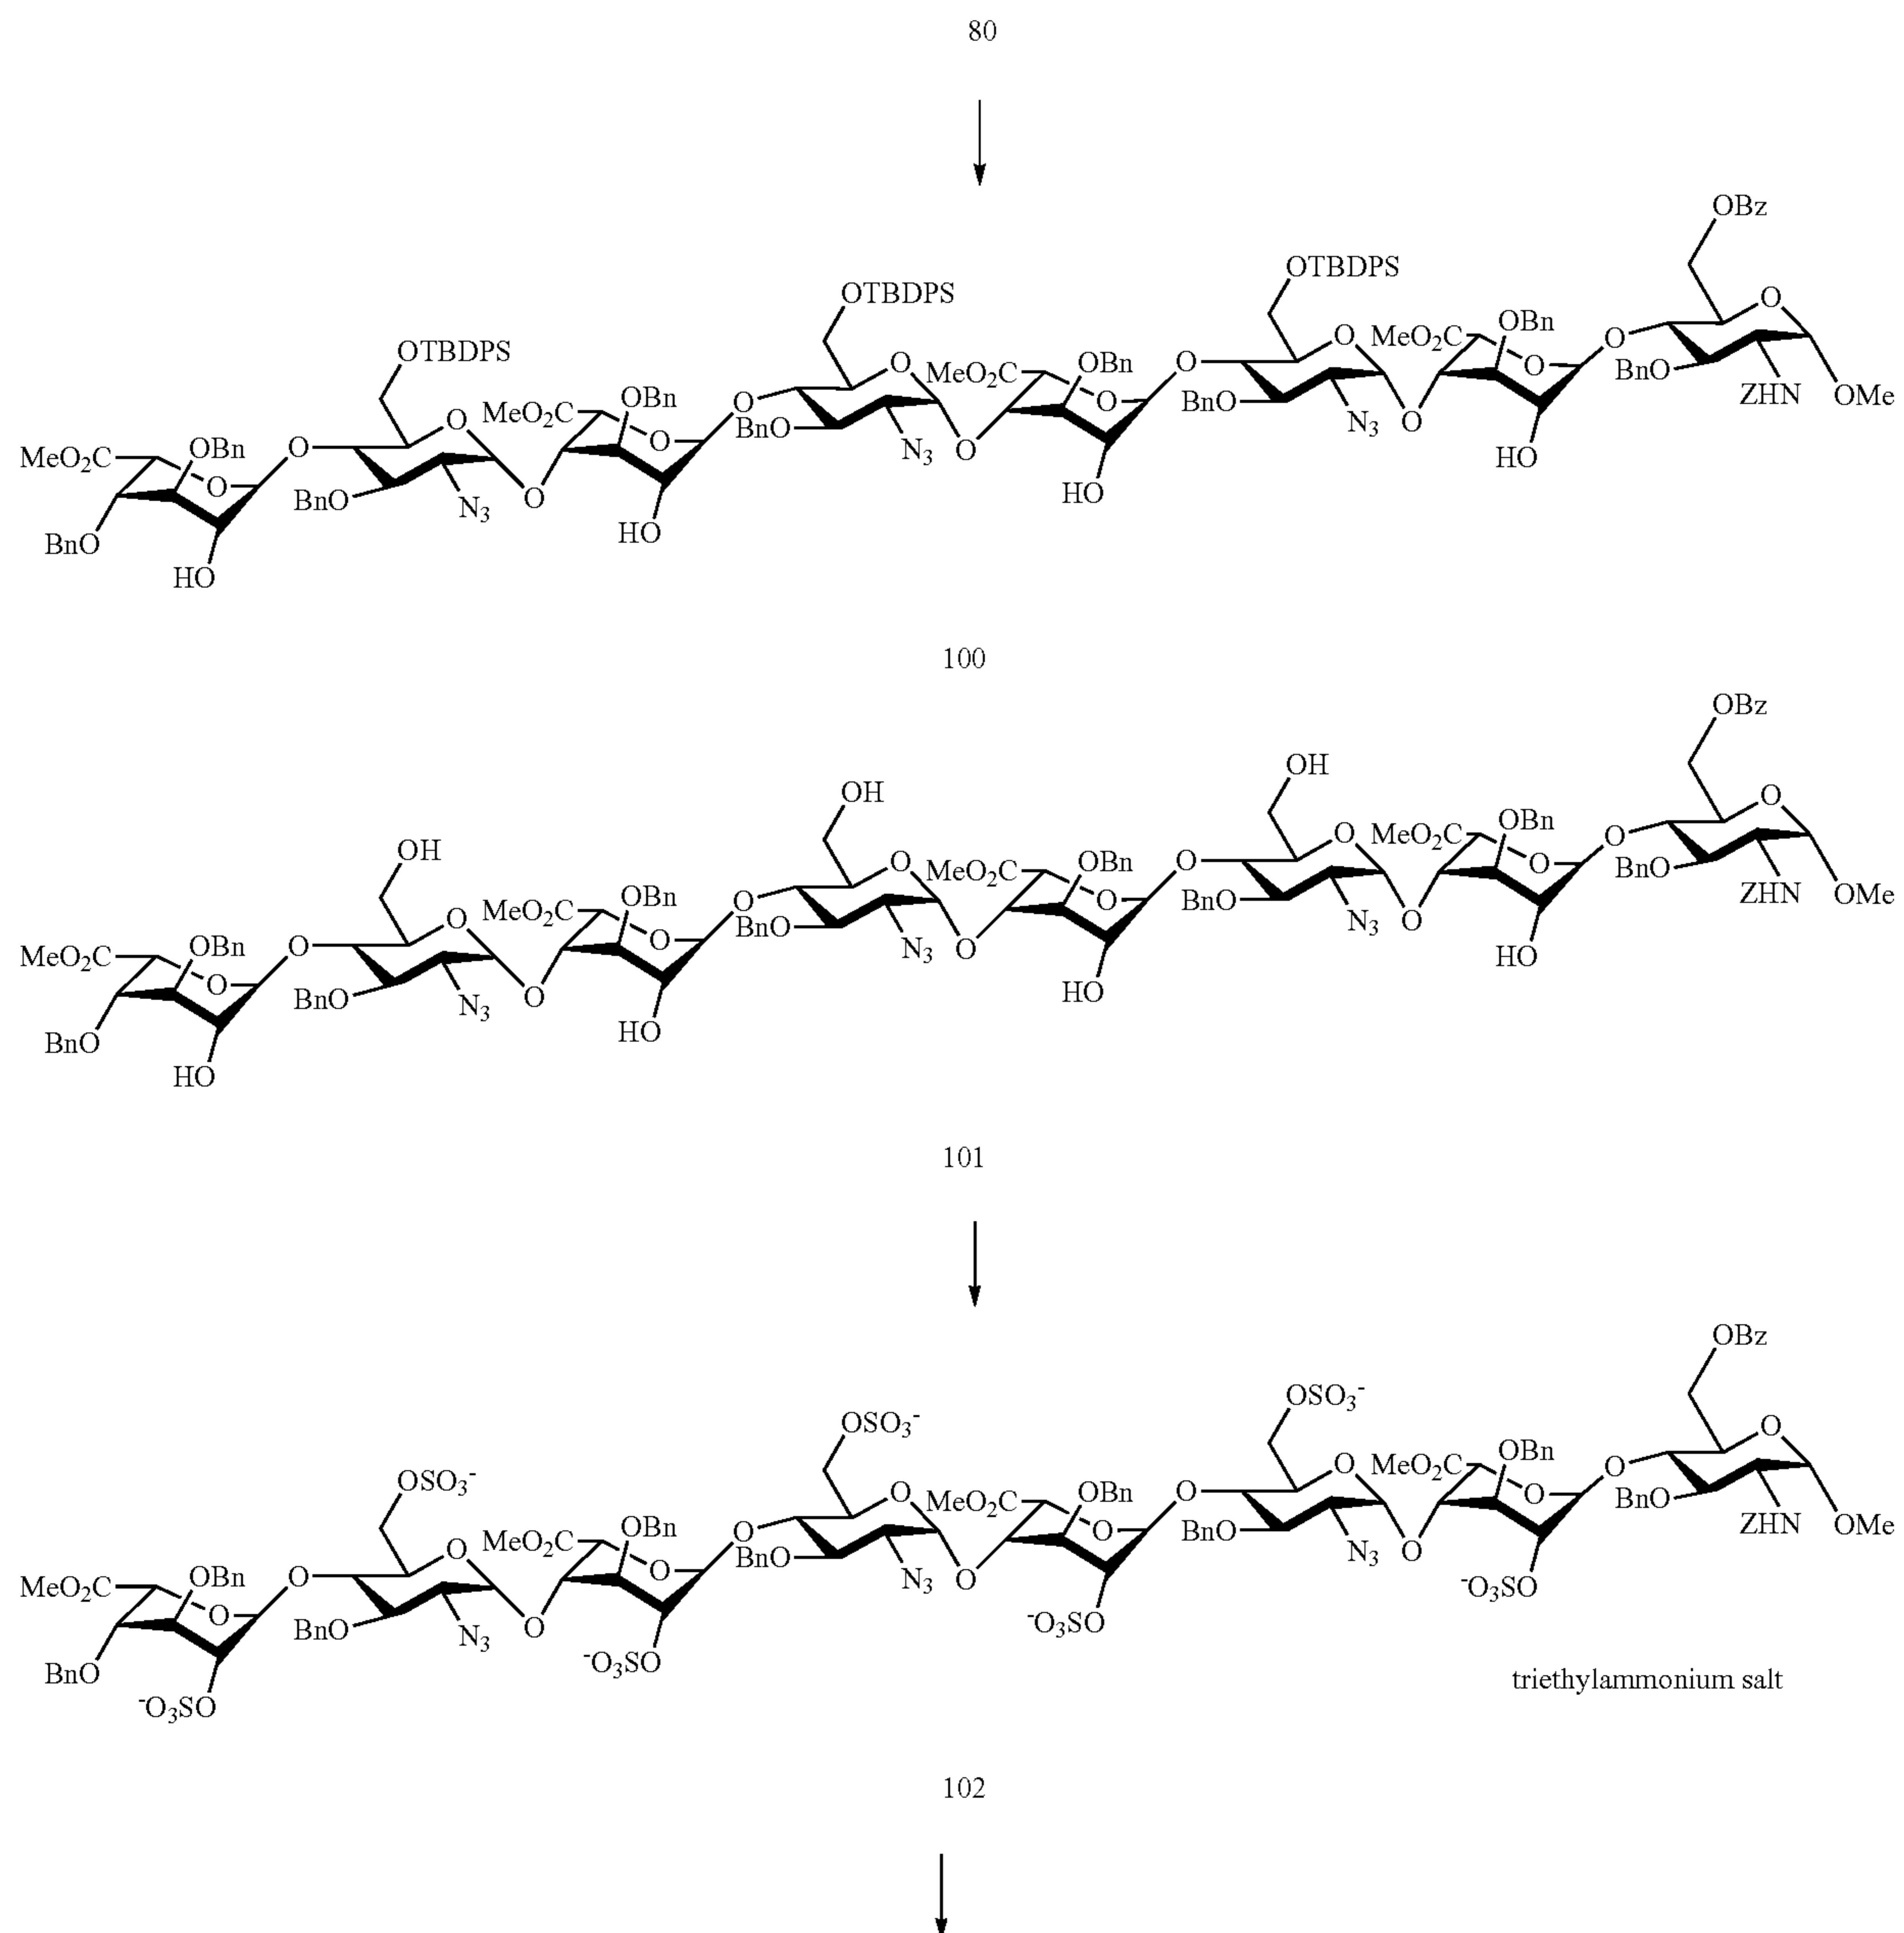 80
OBz
OTBDPS
OTBDPS
OTBDPS
O
MeO₂C OBn O O O BnO ZHN OMe
MeO₂C OBn O O BnO N₃ O HO
MeO₂C OBn O O BnO N₃ O HO
MeO₂C OBn O O BnO N₃ O HO
BnO HO
100
OBz
OH
OH
OH
O
MeO₂C OBn O O O BnO ZHN OMe
MeO₂C OBn O O BnO N₃ O HO
MeO₂C OBn O O BnO N₃ O HO
MeO₂C OBn O O BnO N₃ O HO
BnO HO
101
OBz
OSO₃⁻
OSO₃⁻
OSO₃⁻
O
MeO₂C OBn O O O BnO ZHN OMe
MeO₂C OBn O O BnO N₃ O ⁻O₃SO
MeO₂C OBn O O BnO N₃ O ⁻O₃SO
MeO₂C OBn O O BnO N₃ O ⁻O₃SO
BnO ⁻O₃SO
triethylammonium salt
102